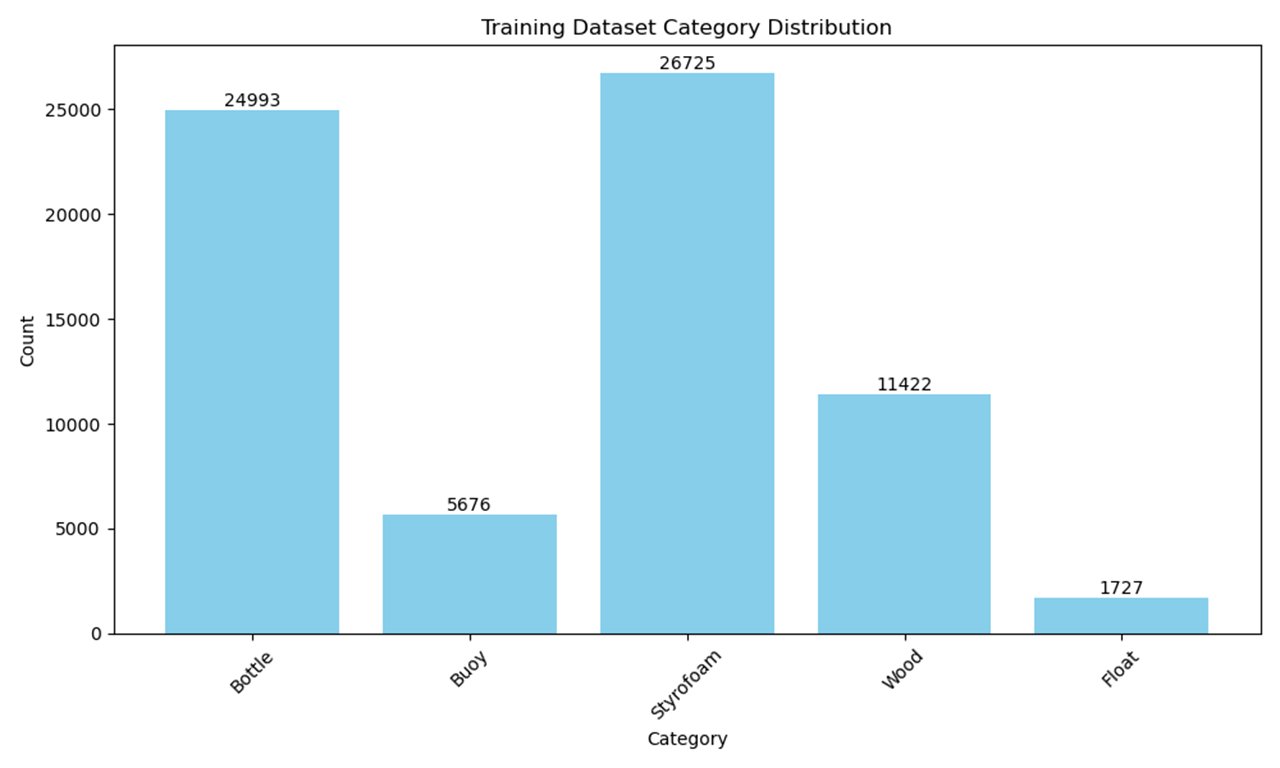 Training Dataset Category Distribution
26725
24993
25000
20000
15000
Count
11422
10000
5676
5000
1727
0
Bottle
Buoy
Styrofoam
Wood
Float
Category